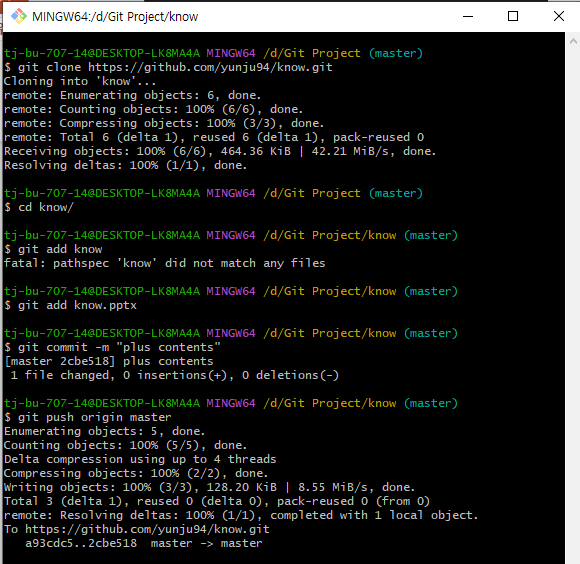 MINGW64:/d/Git Project/know
tj-bu-707-14@DESKTOP-LK8MA4A MINGW64 /d/Git Project (master)
$ git clone https://github.com/yunju94/know.git
Cloning into 'know'...
remote: Enumerating objects: 6, done.
remote: Counting objects: 100% (6/6), done.
remote: Compressing objects: 100% (3/3), done.
remote: Total 6 (delta 1), reused 6 (delta 1), pack-reused 0
Receiving objects: 100% (6/6), 464.36 KiB | 42.21 MiB/s, done.
Resolving deltas: 100% (1/1), done.
tj-bu-707-14@DESKTOP-LK8MA4A MINGW64 /d/Git Project (master)
$ cd know/
tj-bu-707-14@DESKTOP-LK8MA4A MINGW64 /d/Git Project/know (master)
$ git add know
fatal: pathspec 'know' did not match any files
tj-bu-707-14@DESKTOP-LK8MA4A MINGW64 /d/Git Project/know (master)
$ git add know.pptx
tj-bu-707-14@DESKTOP-LK8MA4A MINGW64 /d/Git Project/know (master)
$ git commit -m "plus contents"
[master 2cbe518] plus contents
 1 file changed, 0 insertions(+), 0 deletions(-)
tj-bu-707-14@DESKTOP-LK8MA4A MINGW64 /d/Git Project/know (master)
$ git push origin master
Enumerating objects: 5, done.
Counting objects: 100% (5/5), done.
Delta compression using up to 4 threads
Compressing objects: 100% (2/2), done.
Writing objects: 100% (3/3), 128.20 KiB | 8.55 MiB/s, done.
Total 3 (delta 1), reused 0 (delta 0), pack-reused 0 (from 0)
remote: Resolving deltas: 100% (1/1), completed with 1 local object.
To https://github.com/yunju94/know.git
   a93cdc5..2cbe518  master -> master